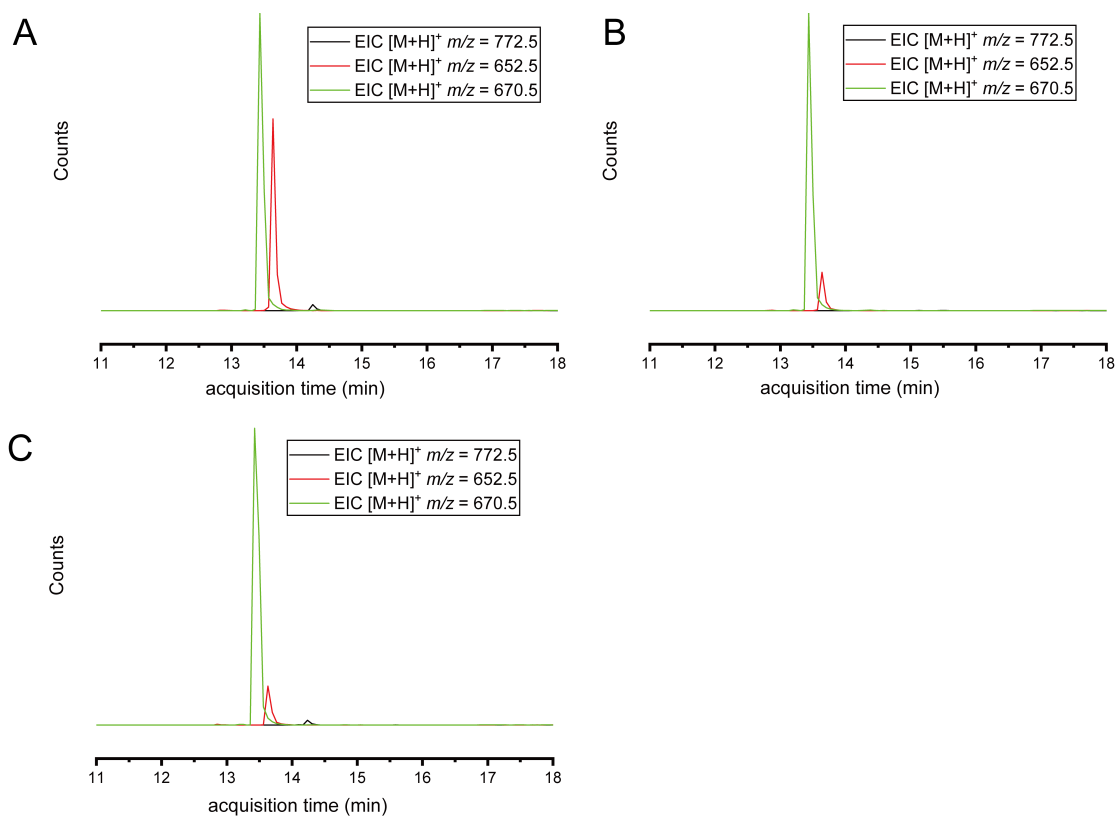 A
EIC [M+H]⁺ m/z = 772.5
EIC [M+H]⁺ m/z = 652.5
EIC [M+H]⁺ m/z = 670.5
Counts
11 12 13 14 15 16 17 18
acquisition time (min)
B
EIC [M+H]⁺ m/z = 772.5
EIC [M+H]⁺ m/z = 652.5
EIC [M+H]⁺ m/z = 670.5
Counts
11 12 13 14 15 16 17 18
acquisition time (min)
C
EIC [M+H]⁺ m/z = 772.5
EIC [M+H]⁺ m/z = 652.5
EIC [M+H]⁺ m/z = 670.5
Counts
11 12 13 14 15 16 17 18
acquisition time (min)